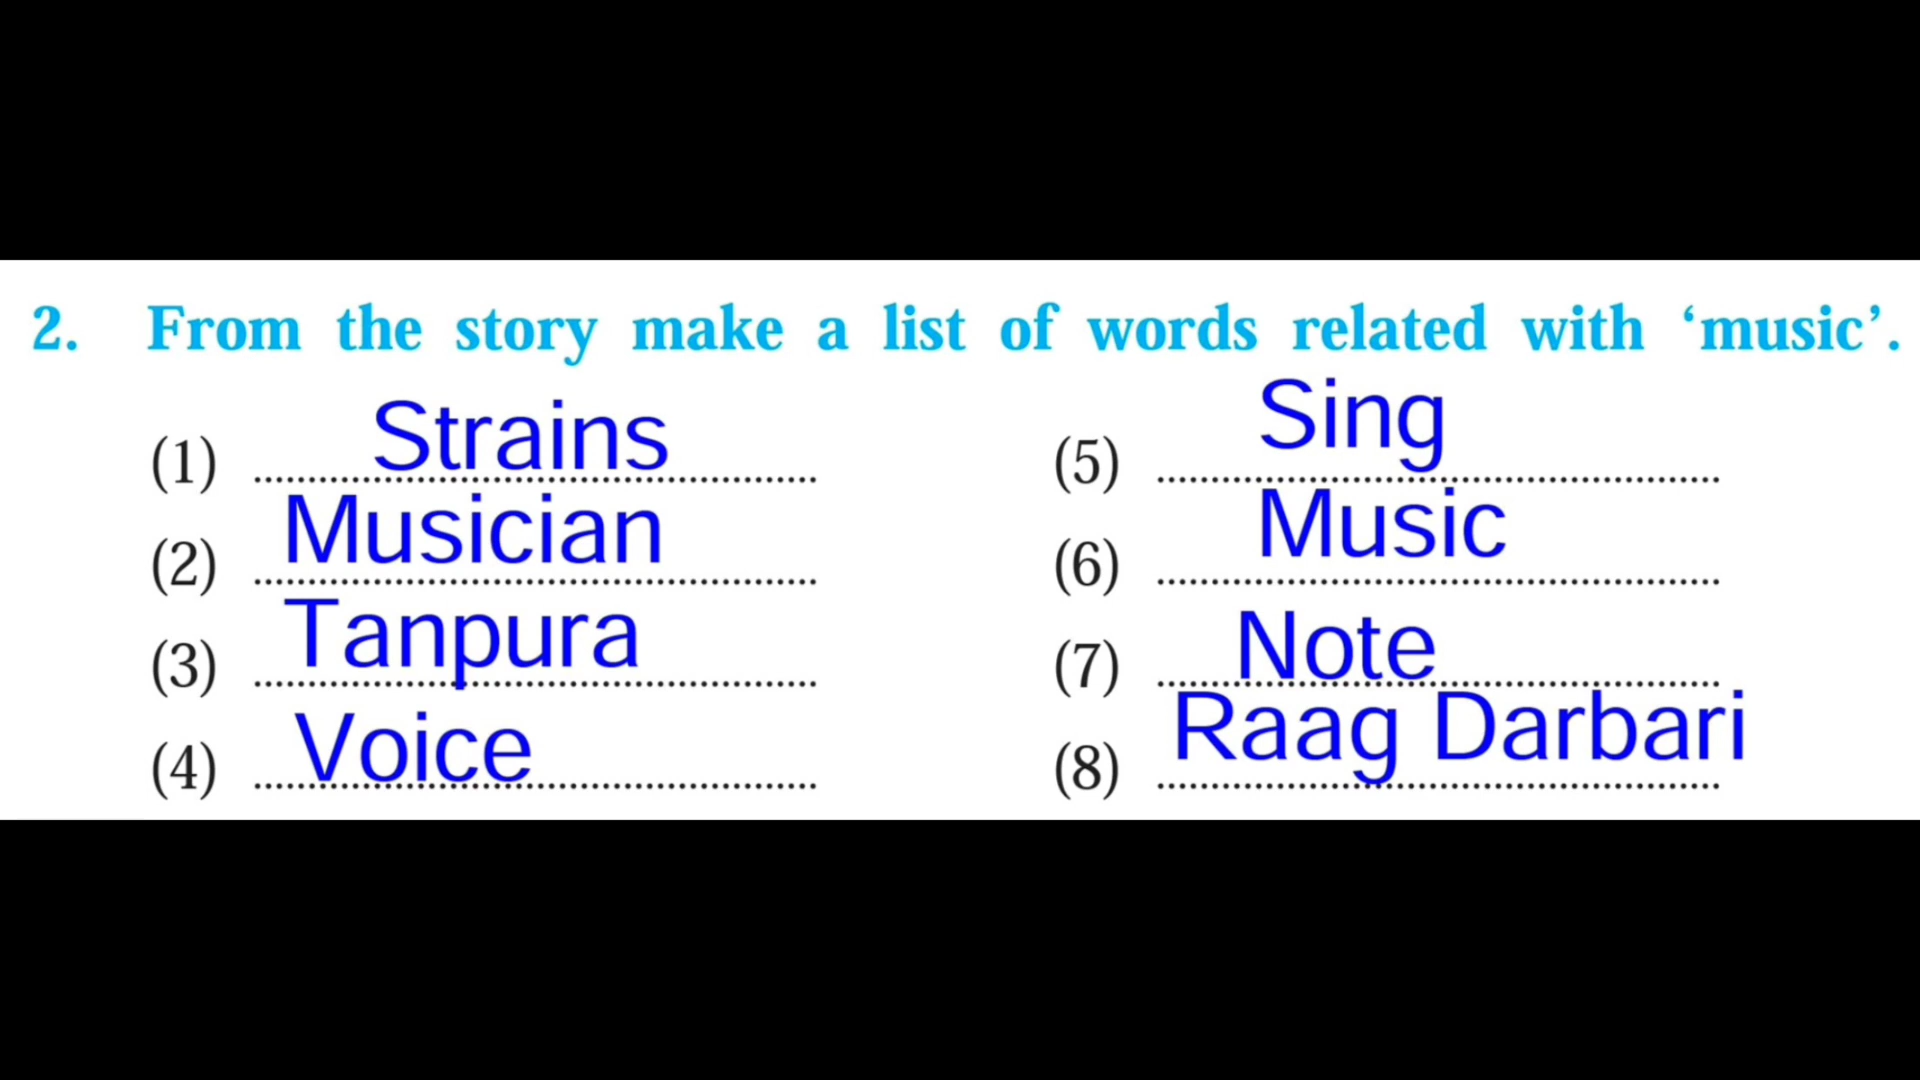 2. From the story make a list of words related with ‘music’.
(1) Strains
(2) Musician
(3) Tanpura
(4) Voice
(5) Sing
(6) Music
(7) Note
(8) Raag Darbari